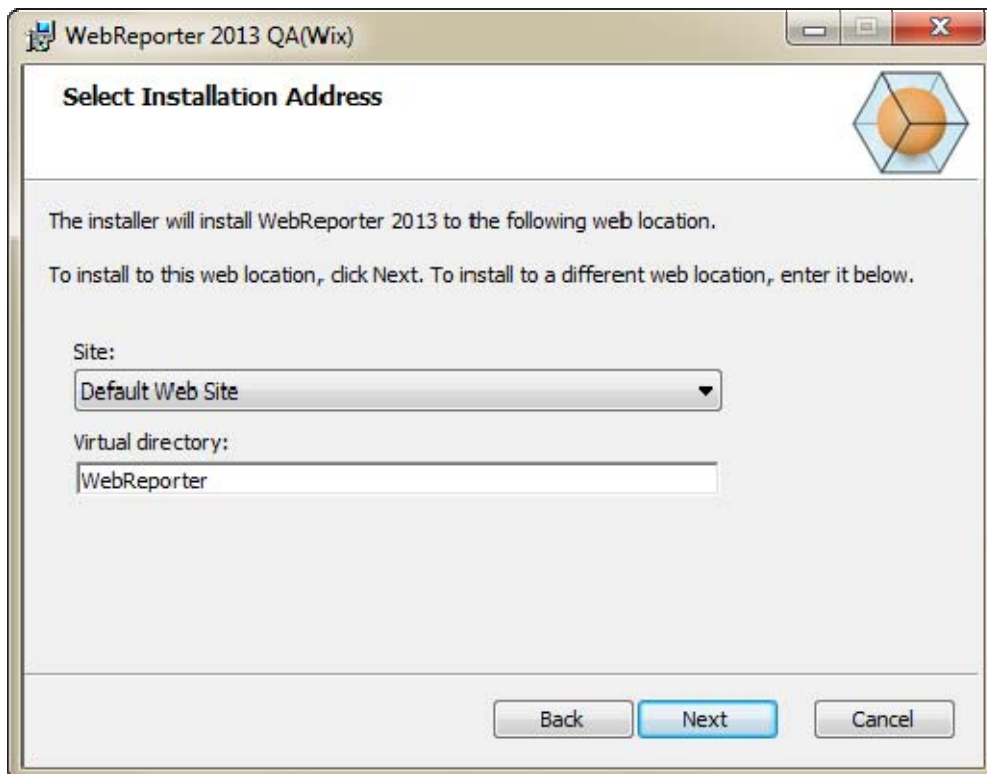 WebReporter 2013 QA(Wix)
Select Installation Address
The installer will install WebReporter 2013 to the following web location.
To install to this web location, click Next. To install to a different web location, enter it below.
Site:
Default Web Site
Virtual directory:
WebReporter
Back Next Cancel